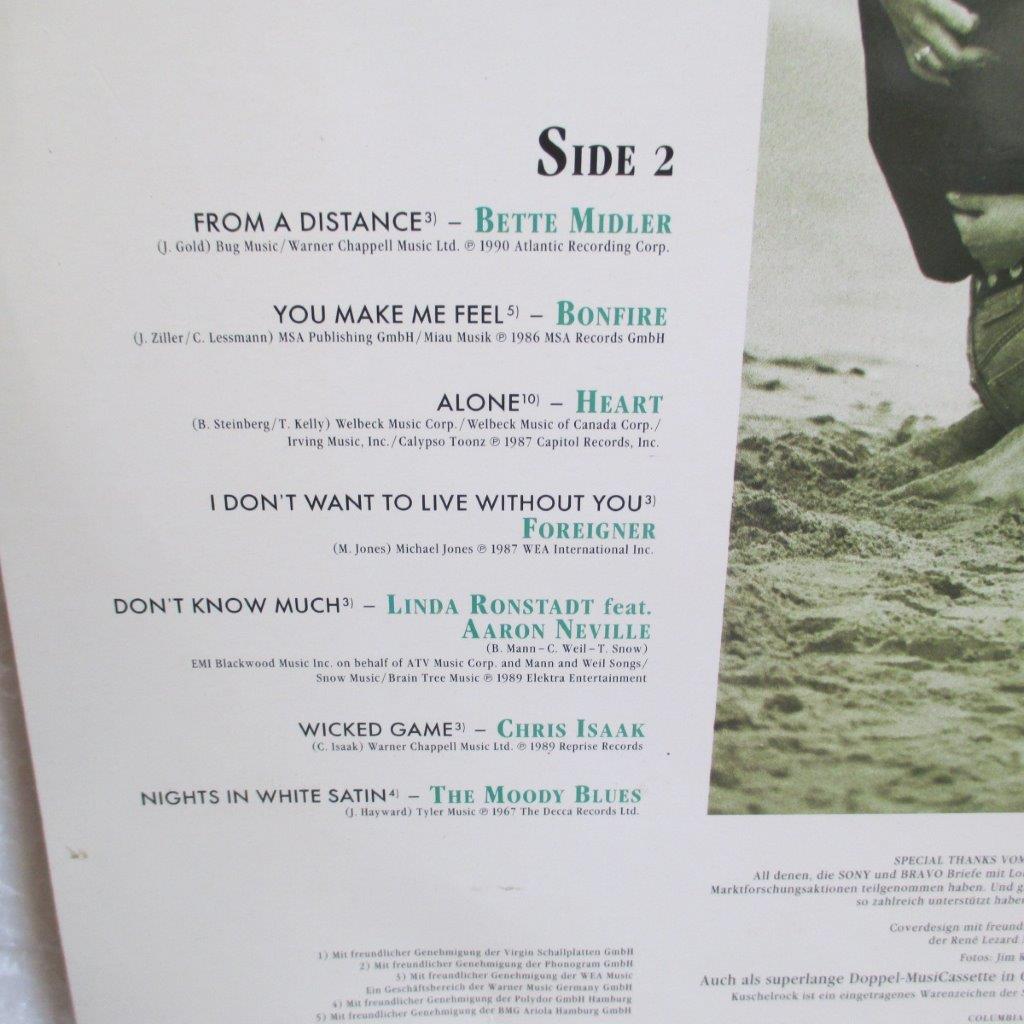 SIDE 2
FROM A DISTANCE³⁾ – BETTE MIDLER
(J. Gold) Bug Music/Warner Chappell Music Ltd. ℗ 1990 Atlantic Recording Corp.
YOU MAKE ME FEEL⁵⁾ – BONFIRE
(J. Ziller/C. Lessmann) MSA Publishing GmbH/Miau Musik ℗ 1986 MSA Records GmbH
ALONE¹⁰⁾ – HEART
(B. Steinberg/T. Kelly) Welbeck Music Corp./Welbeck Music of Canada Corp./
Irving Music, Inc./Calypso Toonz ℗ 1987 Capitol Records, Inc.
I DON'T WANT TO LIVE WITHOUT YOU³⁾
FOREIGNER
(M. Jones) Michael Jones ℗ 1987 WEA International Inc.
DON'T KNOW MUCH³⁾ – LINDA RONSTADT feat.
AARON NEVILLE
(B. Mann – C. Weil – T. Snow)
EMI Blackwood Music Inc. on behalf of ATV Music Corp. and Mann and Weil Songs/
Snow Music/Brain Tree Music ℗ 1989 Elektra Entertainment
WICKED GAME³⁾ – CHRIS ISAAK
(C. Isaak) Warner Chappell Music Ltd. ℗ 1989 Reprise Records
NIGHTS IN WHITE SATIN⁴⁾ – THE MOODY BLUES
(J. Hayward) Tyler Music ℗ 1967 The Decca Records Ltd.
1) Mit freundlicher Genehmigung der Virgin Schallplatten GmbH
2) Mit freundlicher Genehmigung der Phonogram GmbH
3) Mit freundlicher Genehmigung der WEA Music
Ein Geschäftsbereich der Warner Music Germany GmbH
4) Mit freundlicher Genehmigung der Polydor GmbH Hamburg
5) Mit freundlicher Genehmigung der BMG Ariola Hamburg GmbH
SPECIAL THANKS VOM
All denen, die SONY und BRAVO Briefe mit
Marktforschungsaktionen teilgenommen haben. Und
so zahlreich unterstützt
Coverdesign mit
der René Lezard
Fotos: Jim
Auch als superlange Doppel-MusiCassette in
Kuschelrock ist ein eingetragenes Warenzeichen der
COLUMBIA